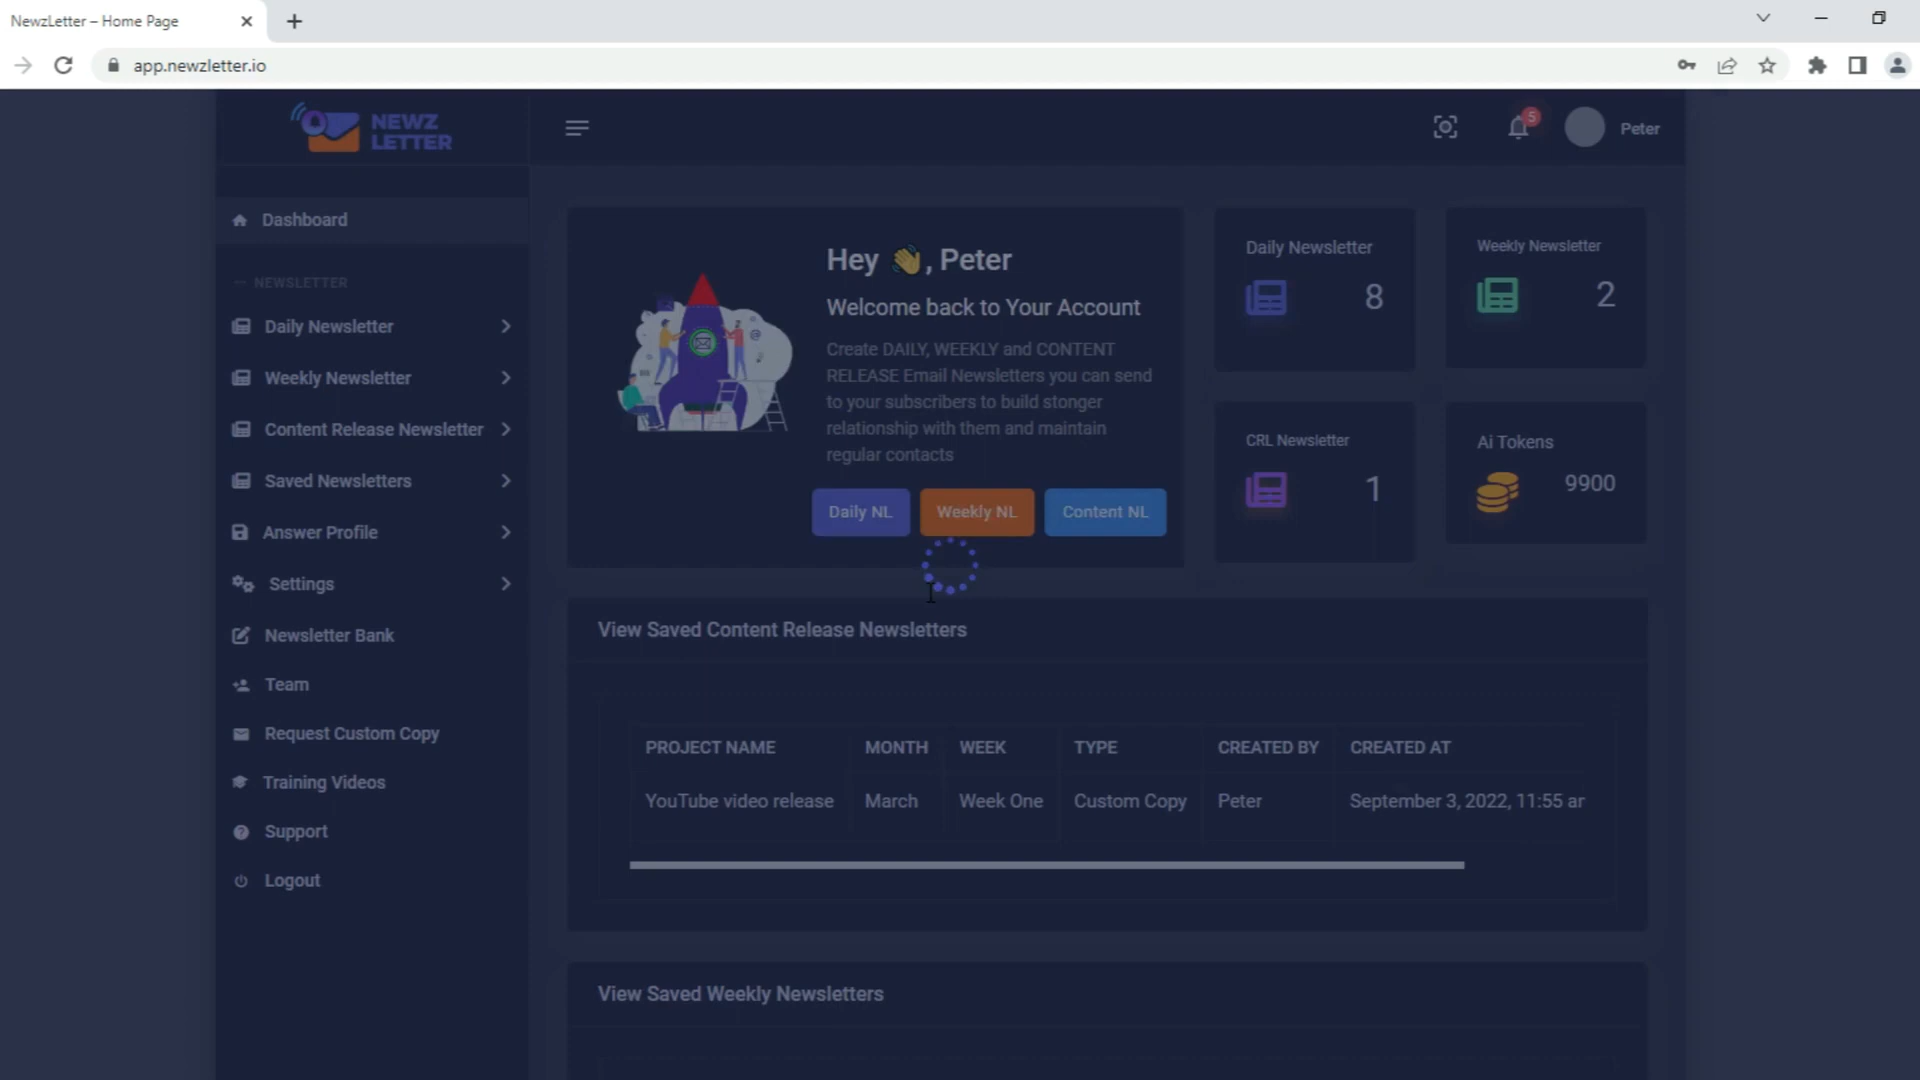 NewzLetter – Home Page
app.newzletter.io
NEWZ
LETTER
5
Peter
Dashboard
NEWSLETTER
Daily Newsletter
Weekly Newsletter
Content Release Newsletter
Saved Newsletters
Answer Profile
Settings
Newsletter Bank
Team
Request Custom Copy
Training Videos
Support
Logout
Hey 👋, Peter
Welcome back to Your Account
Create DAILY, WEEKLY and CONTENT
RELEASE Email Newsletters you can send
to your subscribers to build stonger
relationship with them and maintain
regular contacts
Daily NL
Weekly NL
Content NL
Daily Newsletter
8
Weekly Newsletter
2
CRL Newsletter
1
Ai Tokens
9900
View Saved Content Release Newsletters
PROJECT NAME MONTH WEEK TYPE CREATED BY CREATED AT
YouTube video release March Week One Custom Copy Peter September 3, 2022, 11:55 ar
View Saved Weekly Newsletters